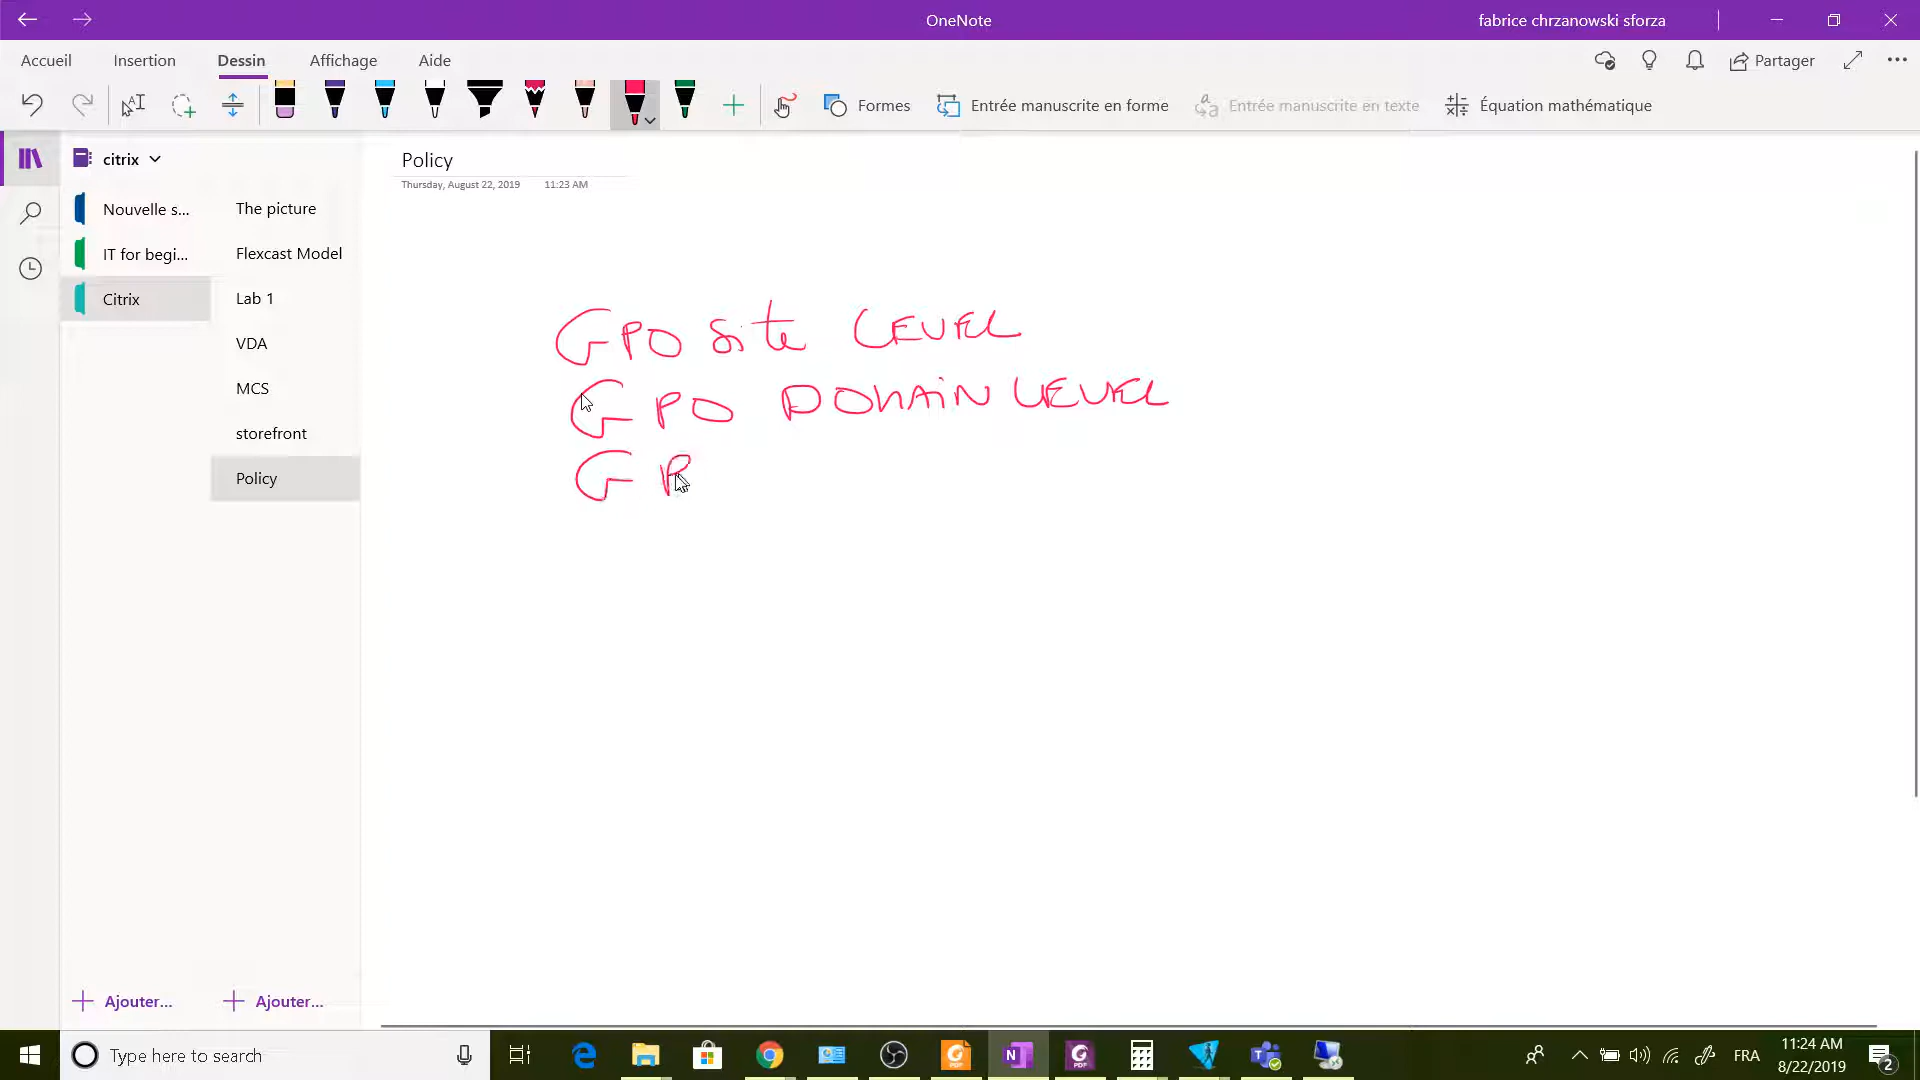 OneNote
fabrice chrzanowski sforza
Accueil
Insertion
Dessin
Affichage
Aide
Partager
Formes
Entrée manuscrite en forme
Entrée manuscrite en texte
Équation mathématique
citrix
Nouvelle s...
IT for begi...
Citrix
The picture
Flexcast Model
Lab 1
VDA
MCS
storefront
Policy
Policy
Thursday, August 22, 2019 11:23 AM
GPO Site LEVEL
GPO DOMAIN LEVEL
G P
Ajouter...
Ajouter...
Type here to search
FRA
11:24 AM
8/22/2019
2